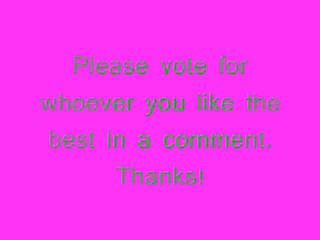 Please vote for
whoever you like the
best in a comment.
Thanks!